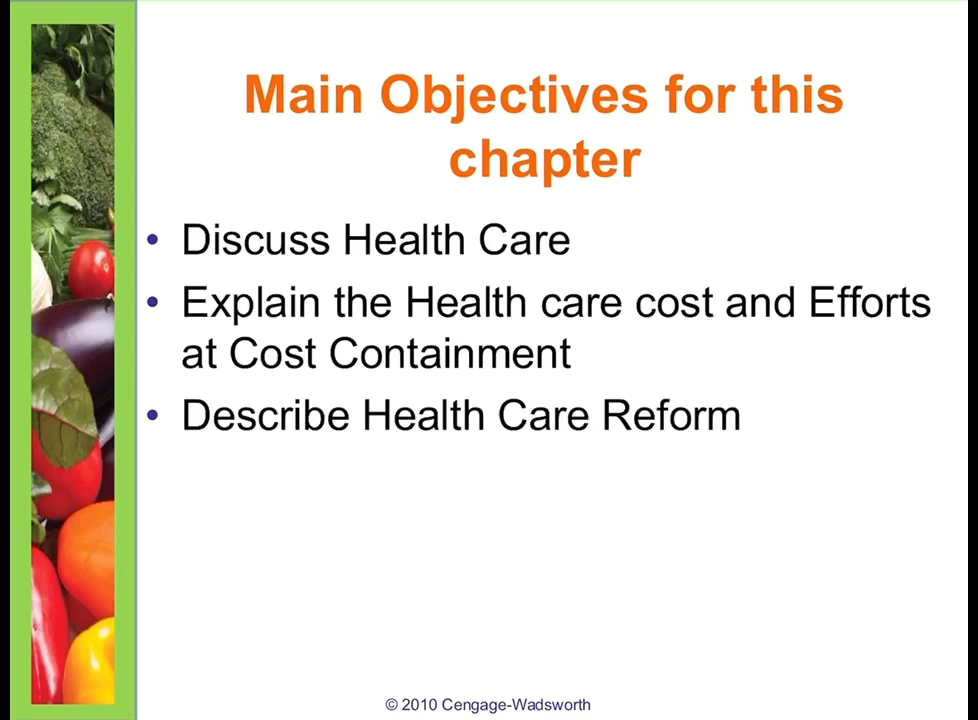 Main Objectives for this
chapter
• Discuss Health Care
• Explain the Health care cost and Efforts
at Cost Containment
• Describe Health Care Reform
© 2010 Cengage-Wadsworth